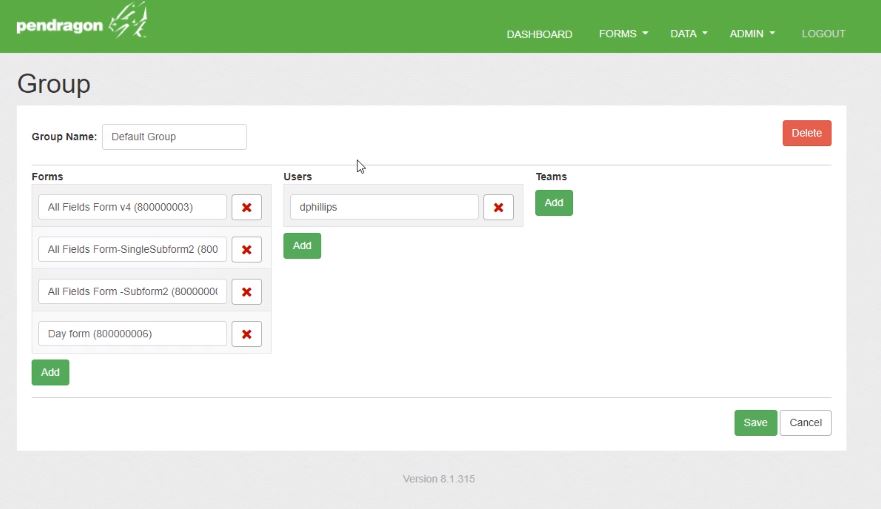 pendragon
DASHBOARD FORMS DATA ADMIN LOGOUT
Group
Group Name: Default Group
Delete
Forms
Users
Teams
All Fields Form v4 (800000003)
dphillips
Add
All Fields Form-SingleSubform2 (800
Add
All Fields Form -Subform2 (8000000(
Day form (800000006)
Add
Save
Cancel
Version 8.1.315